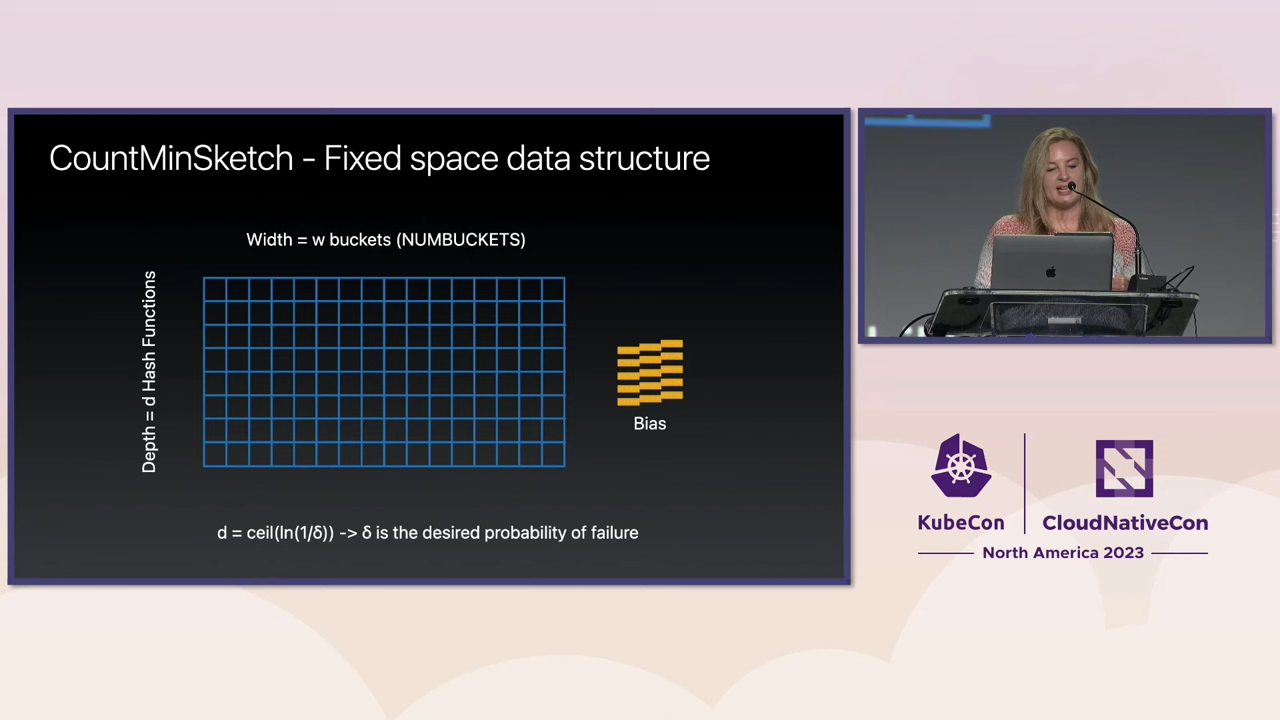 CountMinSketch - Fixed space data structure
Width = w buckets (NUMBUCKETS)
Depth = d Hash Functions
Bias
d = ceil(ln(1/δ)) -> δ is the desired probability of failure
KubeCon
CloudNativeCon
North America 2023